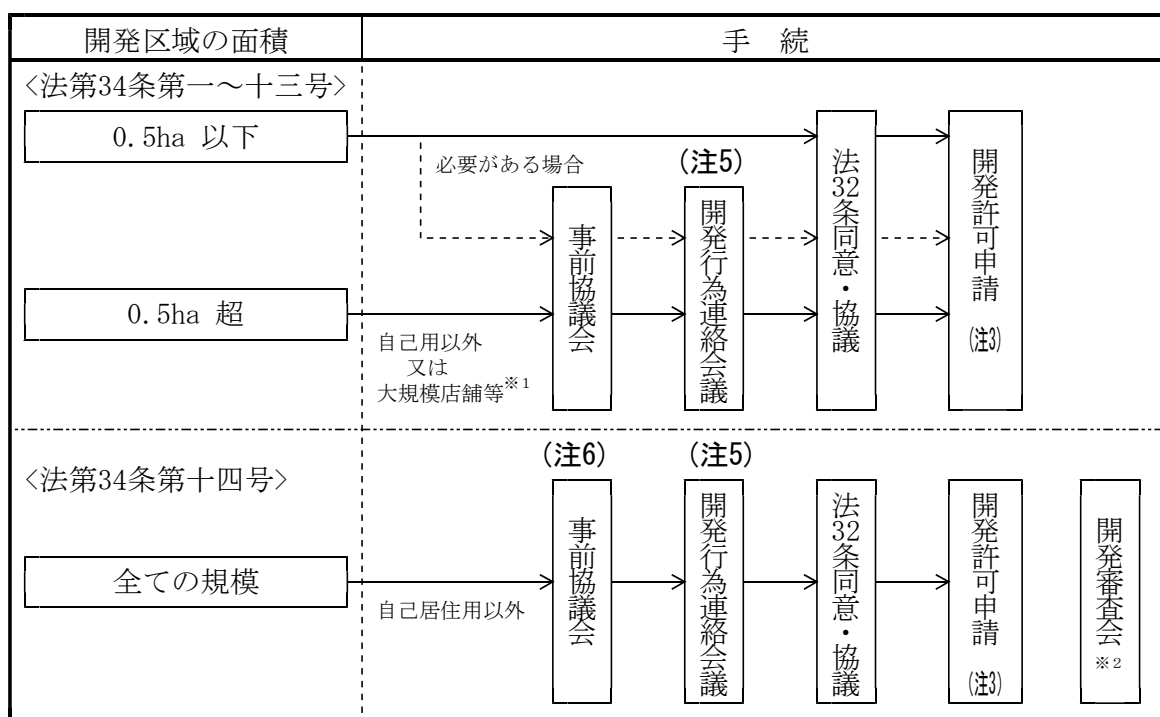 開発区域の面積
手 続
<法第34条第一～十三号>
0.5ha 以下
必要がある場合
(注5)
事前協議会
開発行為連絡会議
法32条同意・協議
開発許可申請
(注3)
0.5ha 超
自己用以外
又は
大規模店舗等※1
<法第34条第十四号>
(注6)
(注5)
全ての規模
自己居住用以外
事前協議会
開発行為連絡会議
法32条同意・協議
開発許可申請
(注3)
開発審査会
※2